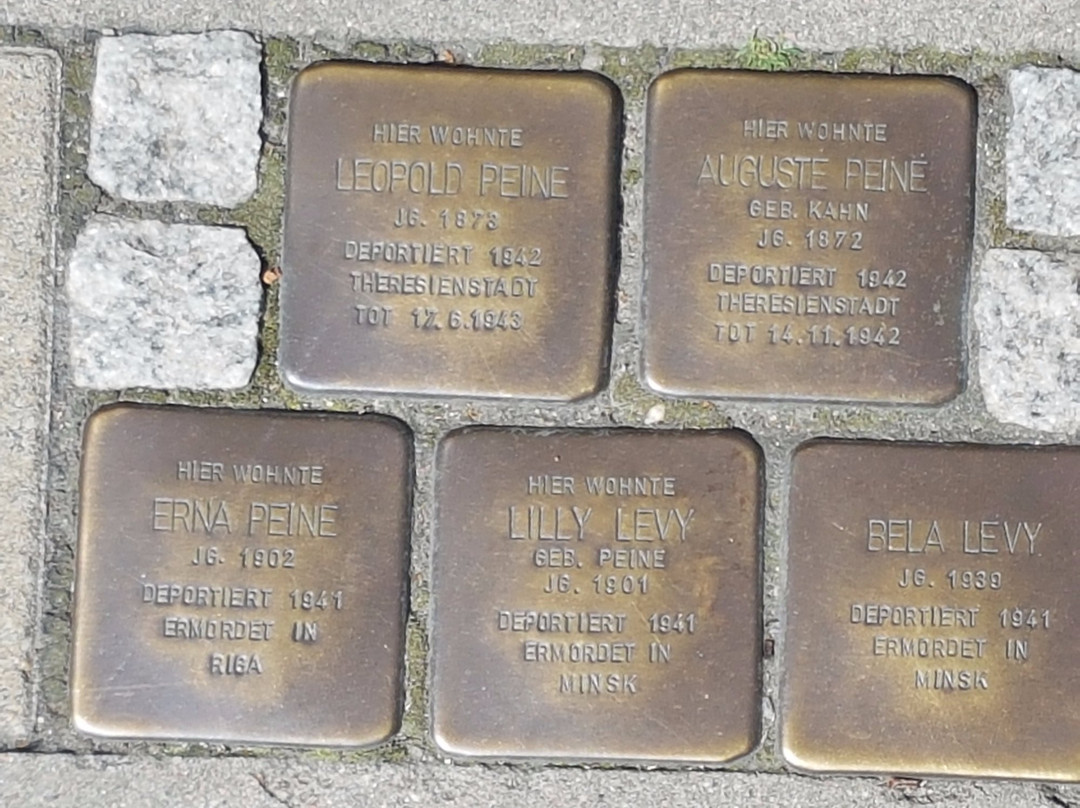 HIER WOHNTE
LEOPOLD PEINE
JG. 1873
DEPORTIERT 1942
THERESIENSTADT
TOT 17.6.1943
HIER WOHNTE
AUGUSTE PEINE
GEB. KAHN
JG. 1872
DEPORTIERT 1942
THERESIENSTADT
TOT 14.11.1942
HIER WOHNTE
ERNA PEINE
JG. 1902
DEPORTIERT 1941
ERMORDET IN
RIGA
HIER WOHNTE
LILLY LEVY
GEB. PEINE
JG. 1901
DEPORTIERT 1941
ERMORDET IN
MINSK
BELA LEVY
JG. 1939
DEPORTIERT 1941
ERMORDET IN
MINSK